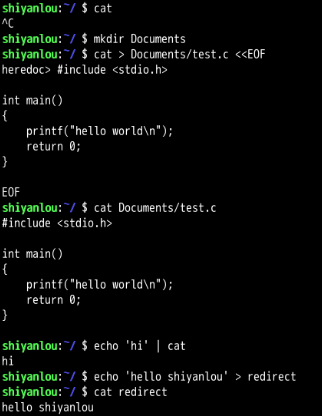 shiyanlou:~/ $ cat
^C
shiyanlou:~/ $ mkdir Documents
shiyanlou:~/ $ cat > Documents/test.c <<EOF
heredoc> #include <stdio.h>

int main()
{
    printf("hello world\n");
    return 0;
}

EOF
shiyanlou:~/ $ cat Documents/test.c
#include <stdio.h>

int main()
{
    printf("hello world\n");
    return 0;
}

shiyanlou:~/ $ echo 'hi' | cat
hi
shiyanlou:~/ $ echo 'hello shiyanlou' > redirect
shiyanlou:~/ $ cat redirect
hello shiyanlou